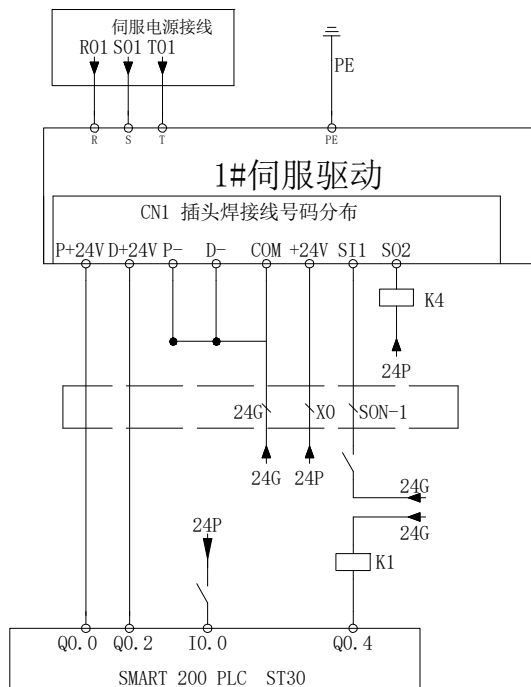 伺服电源接线
R01 S01 T01
PE
R S T PE
1#伺服驱动
CN1 插头焊接线号码分布
P+24V D+24V P- D- COM +24V SI1 SO2
K4
24P
24G X0 SON-1
24G 24P
24G
24P 24G
K1
Q0.0 Q0.2 I0.0 Q0.4
SMART 200 PLC ST30